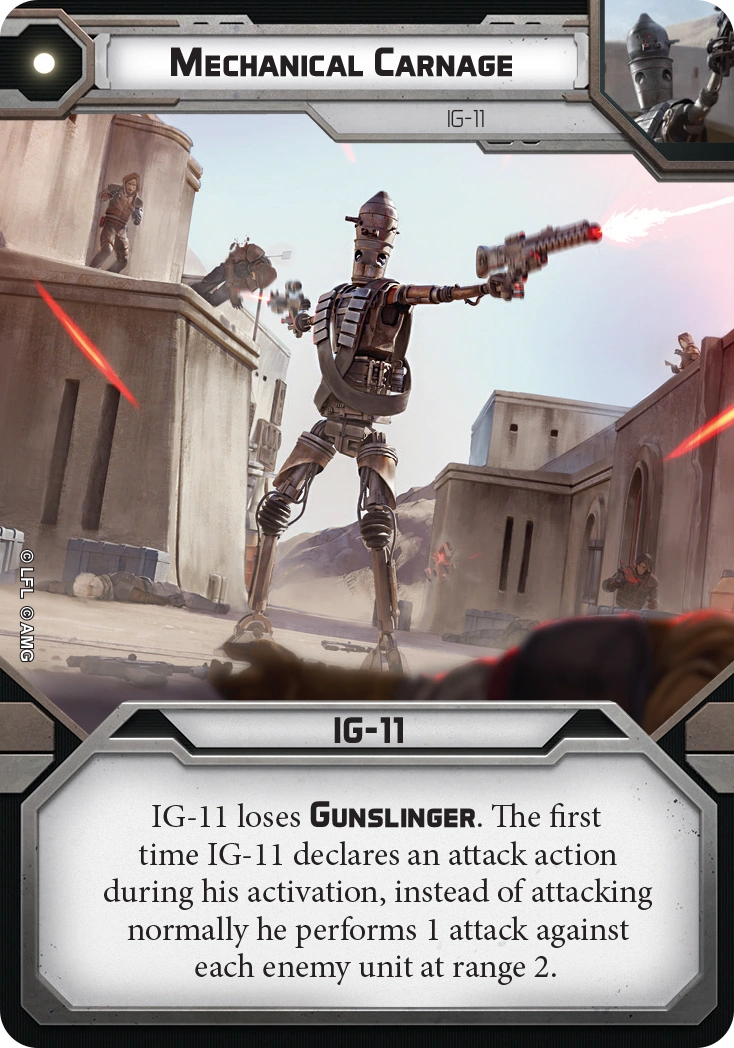 Mechanical Carnage
IG-11
© LFL © AMG
IG-11
IG-11 loses Gunslinger. The first
time IG-11 declares an attack action
during his activation, instead of attacking
normally he performs 1 attack against
each enemy unit at range 2.